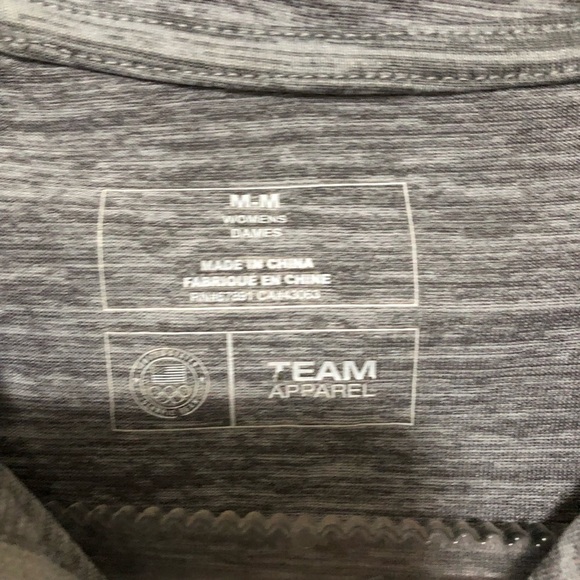 M-M
WOMENS
DAMES
MADE IN CHINA
FABRIQUE EN CHINE
TEAM
APPAREL